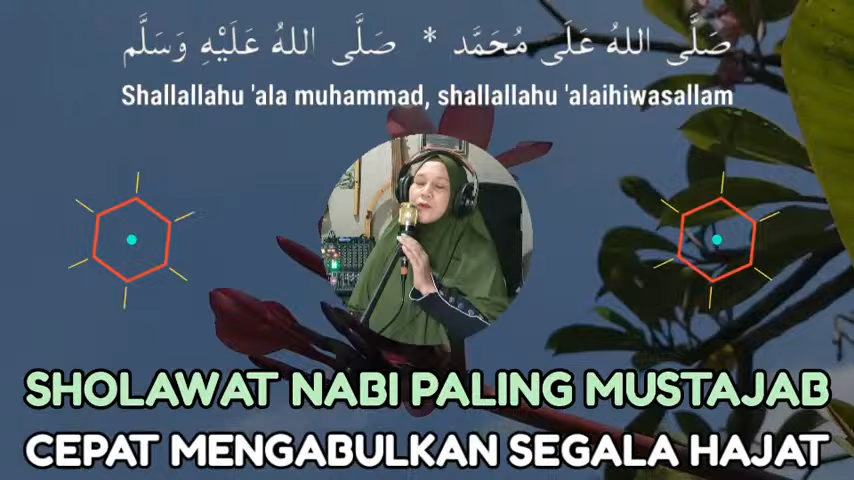 صَلَّى اللهُ عَلَى مُحَمَّد * صَلَّى اللهُ عَلَيْهِ وَسَلَّم
Shallallahu 'ala muhammad, shallallahu 'alaihiwasallam
SHOLAWAT NABI PALING MUSTAJAB
CEPAT MENGABULKAN SEGALA HAJAT